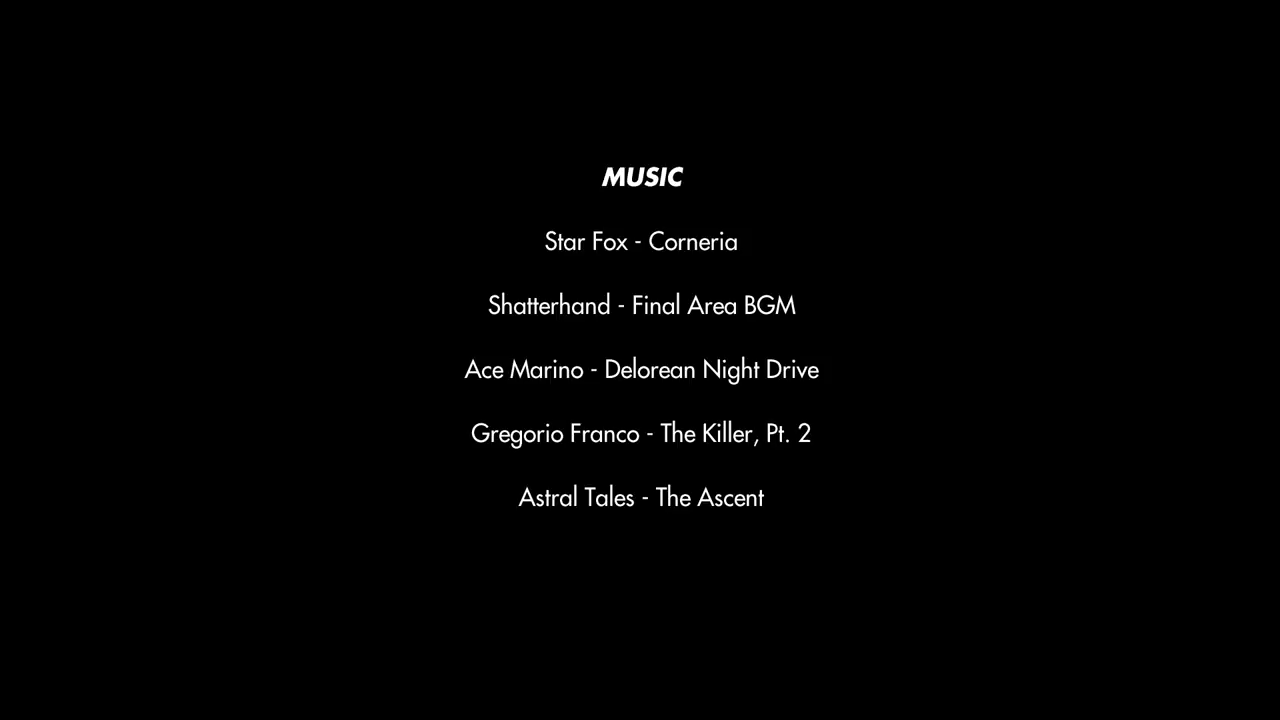 MUSIC
Star Fox - Corneria
Shatterhand - Final Area BGM
Ace Marino - Delorean Night Drive
Gregorio Franco - The Killer, Pt. 2
Astral Tales - The Ascent